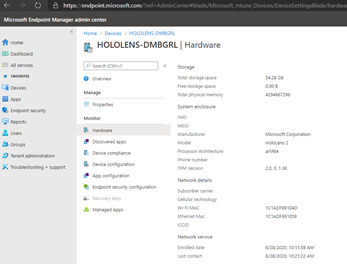 https://endpoint.microsoft.com/?ref=AdminCenter#blade/Microsoft_Intune_Devices/DeviceSettingsBlade/hardwa
Microsoft Endpoint Manager admin center
Home
Dashboard
All services
FAVORITES
Devices
Apps
Endpoint security
Reports
Users
Groups
Tenant administration
Troubleshooting + support
Home > Devices > HOLOLENS-DMBGRL
HOLOLENS-DMBGRL | Hardware
Search (Ctrl+/)
Overview
Manage
Properties
Monitor
Hardware
Discovered apps
Device compliance
Device configuration
App configuration
Endpoint security configuration
Recovery keys
Managed Apps
Storage
Total storage space 54.28 GB
Free storage space 0.00 B
Total physical memory 4294967296
System enclosure
IMEI
MEID
Manufacturer Microsoft Corporation
Model HoloLens 2
Processor Architecture arM64
Phone number
TPM Version 2.0, 0, 1.38
Network details
Subscriber carrier
Cellular technology
Wi-Fi MAC 1C1ADF89104D
Ethernet Mac 1C1ADF891059
ICCID
Network service
Enrolled date 8/28/2020, 10:11:58 AM
Last contact 8/28/2020, 10:21:22 AM